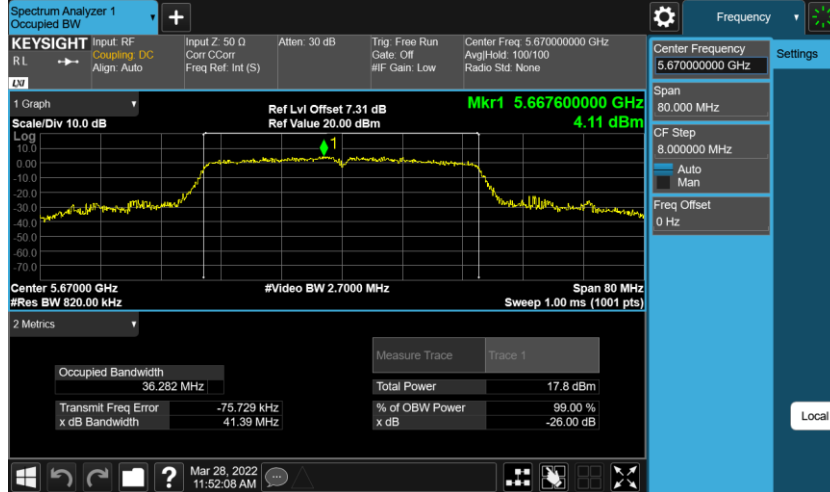 Spectrum Analyzer 1
Occupied BW
Frequency
KEYSIGHT
R L
LXI
Input: RF
Coupling: DC
Align: Auto
Input Z: 50 Ω
Corr CCorr
Freq Ref: Int (S)
Atten: 30 dB
Trig: Free Run
Gate: Off
#IF Gain: Low
Center Freq: 5.670000000 GHz
Avg|Hold: 100/100
Radio Std: None
Center Frequency
5.670000000 GHz
Settings
Span
80.000 MHz
CF Step
8.000000 MHz
Auto
Man
Freq Offset
0 Hz
Local
1 Graph
Scale/Div 10.0 dB
Ref Lvl Offset 7.31 dB
Ref Value 20.00 dBm
Mkr1 5.667600000 GHz
4.11 dBm
Log
10.0
0.00
-10.0
-20.0
-30.0
-40.0
-50.0
-60.0
-70.0
1
Center 5.67000 GHz
#Res BW 820.00 kHz
#Video BW 2.7000 MHz
Span 80 MHz
Sweep 1.00 ms (1001 pts)
2 Metrics
Measure Trace Trace 1
Occupied Bandwidth
36.282 MHz
Total Power 17.8 dBm
Transmit Freq Error -75.729 kHz
% of OBW Power 99.00 %
x dB Bandwidth 41.39 MHz
x dB -26.00 dB
Mar 28, 2022
11:52:08 AM